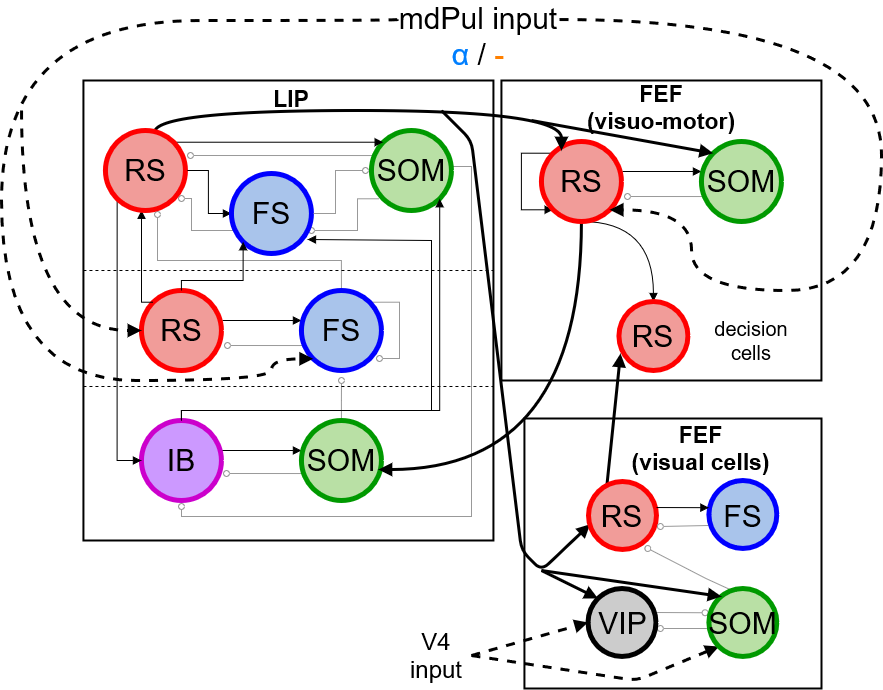 mdPul input
α / -
LIP
RS
SOM
FS
RS
FS
IB
SOM
FEF
(visuo-motor)
RS
SOM
RS
decision
cells
FEF
(visual cells)
RS
FS
VIP
SOM
V4
input